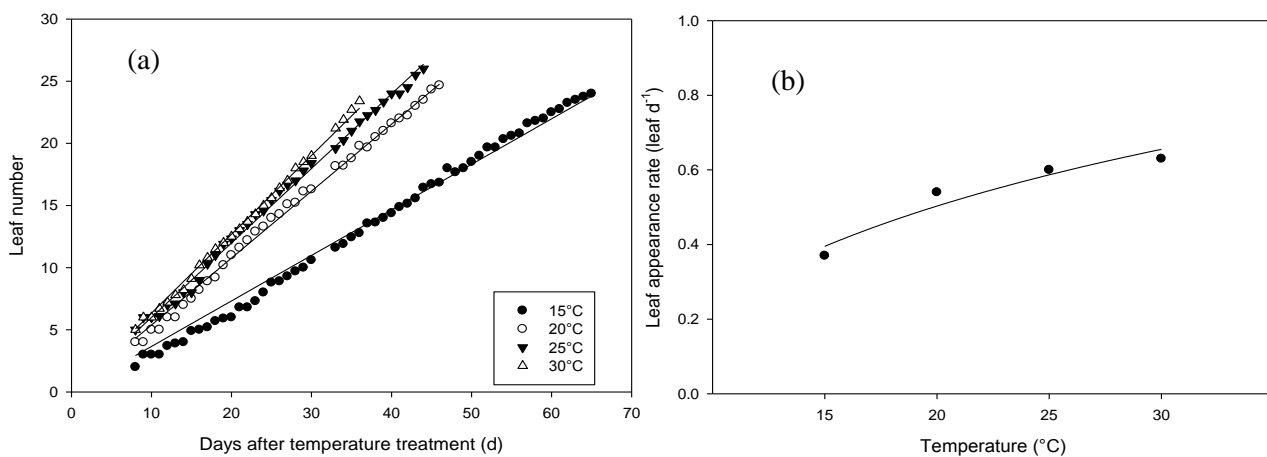 (a)
30
25
20
15
10
5
0
Leaf number
0 10 20 30 40 50 60 70
Days after temperature treatment (d)
15°C
20°C
25°C
30°C
(b)
1.0
0.8
0.6
0.4
0.2
0.0
Leaf appearance rate (leaf d-1)
15 20 25 30
Temperature (°C)